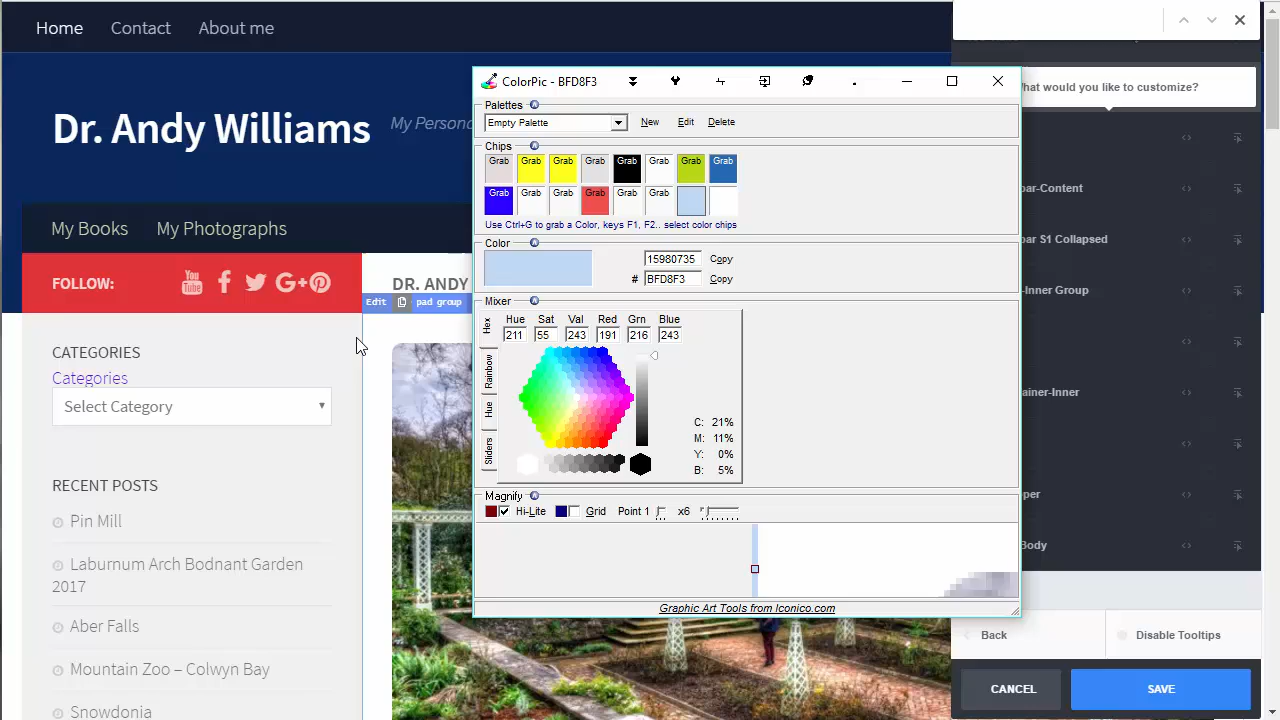 Home Contact About me
Dr. Andy Williams
My Persona
My Books My Photographs
FOLLOW:
You
Tube
DR. ANDY
Edit pad group
CATEGORIES
Categories
Select Category
RECENT POSTS
Pin Mill
Laburnum Arch Bodnant Garden
2017
Aber Falls
Mountain Zoo – Colwyn Bay
Snowdonia
ColorPic - BFD8F3
Palettes
Empty Palette New Edit Delete
Chips
Grab Grab Grab Grab Grab Grab Grab Grab
Grab Grab Grab Grab Grab Grab
Use Ctrl+G to grab a Color, keys F1, F2.. select color chips
Color
15980735 Copy
# BFD8F3 Copy
Mixer
Hex
Rainbow
Hue
Sliders
Hue Sat Val Red Grn Blue
211 55 243 191 216 243
C: 21%
M: 11%
Y: 0%
B: 5%
Magnify
Hi-Lite Grid Point 1 x6
Graphic Art Tools from Iconico.com
hat would you like to customize?
bar-Content
bar S1 Collapsed
-Inner Group
ainer-Inner
per
Body
Back Disable Tooltips
CANCEL SAVE